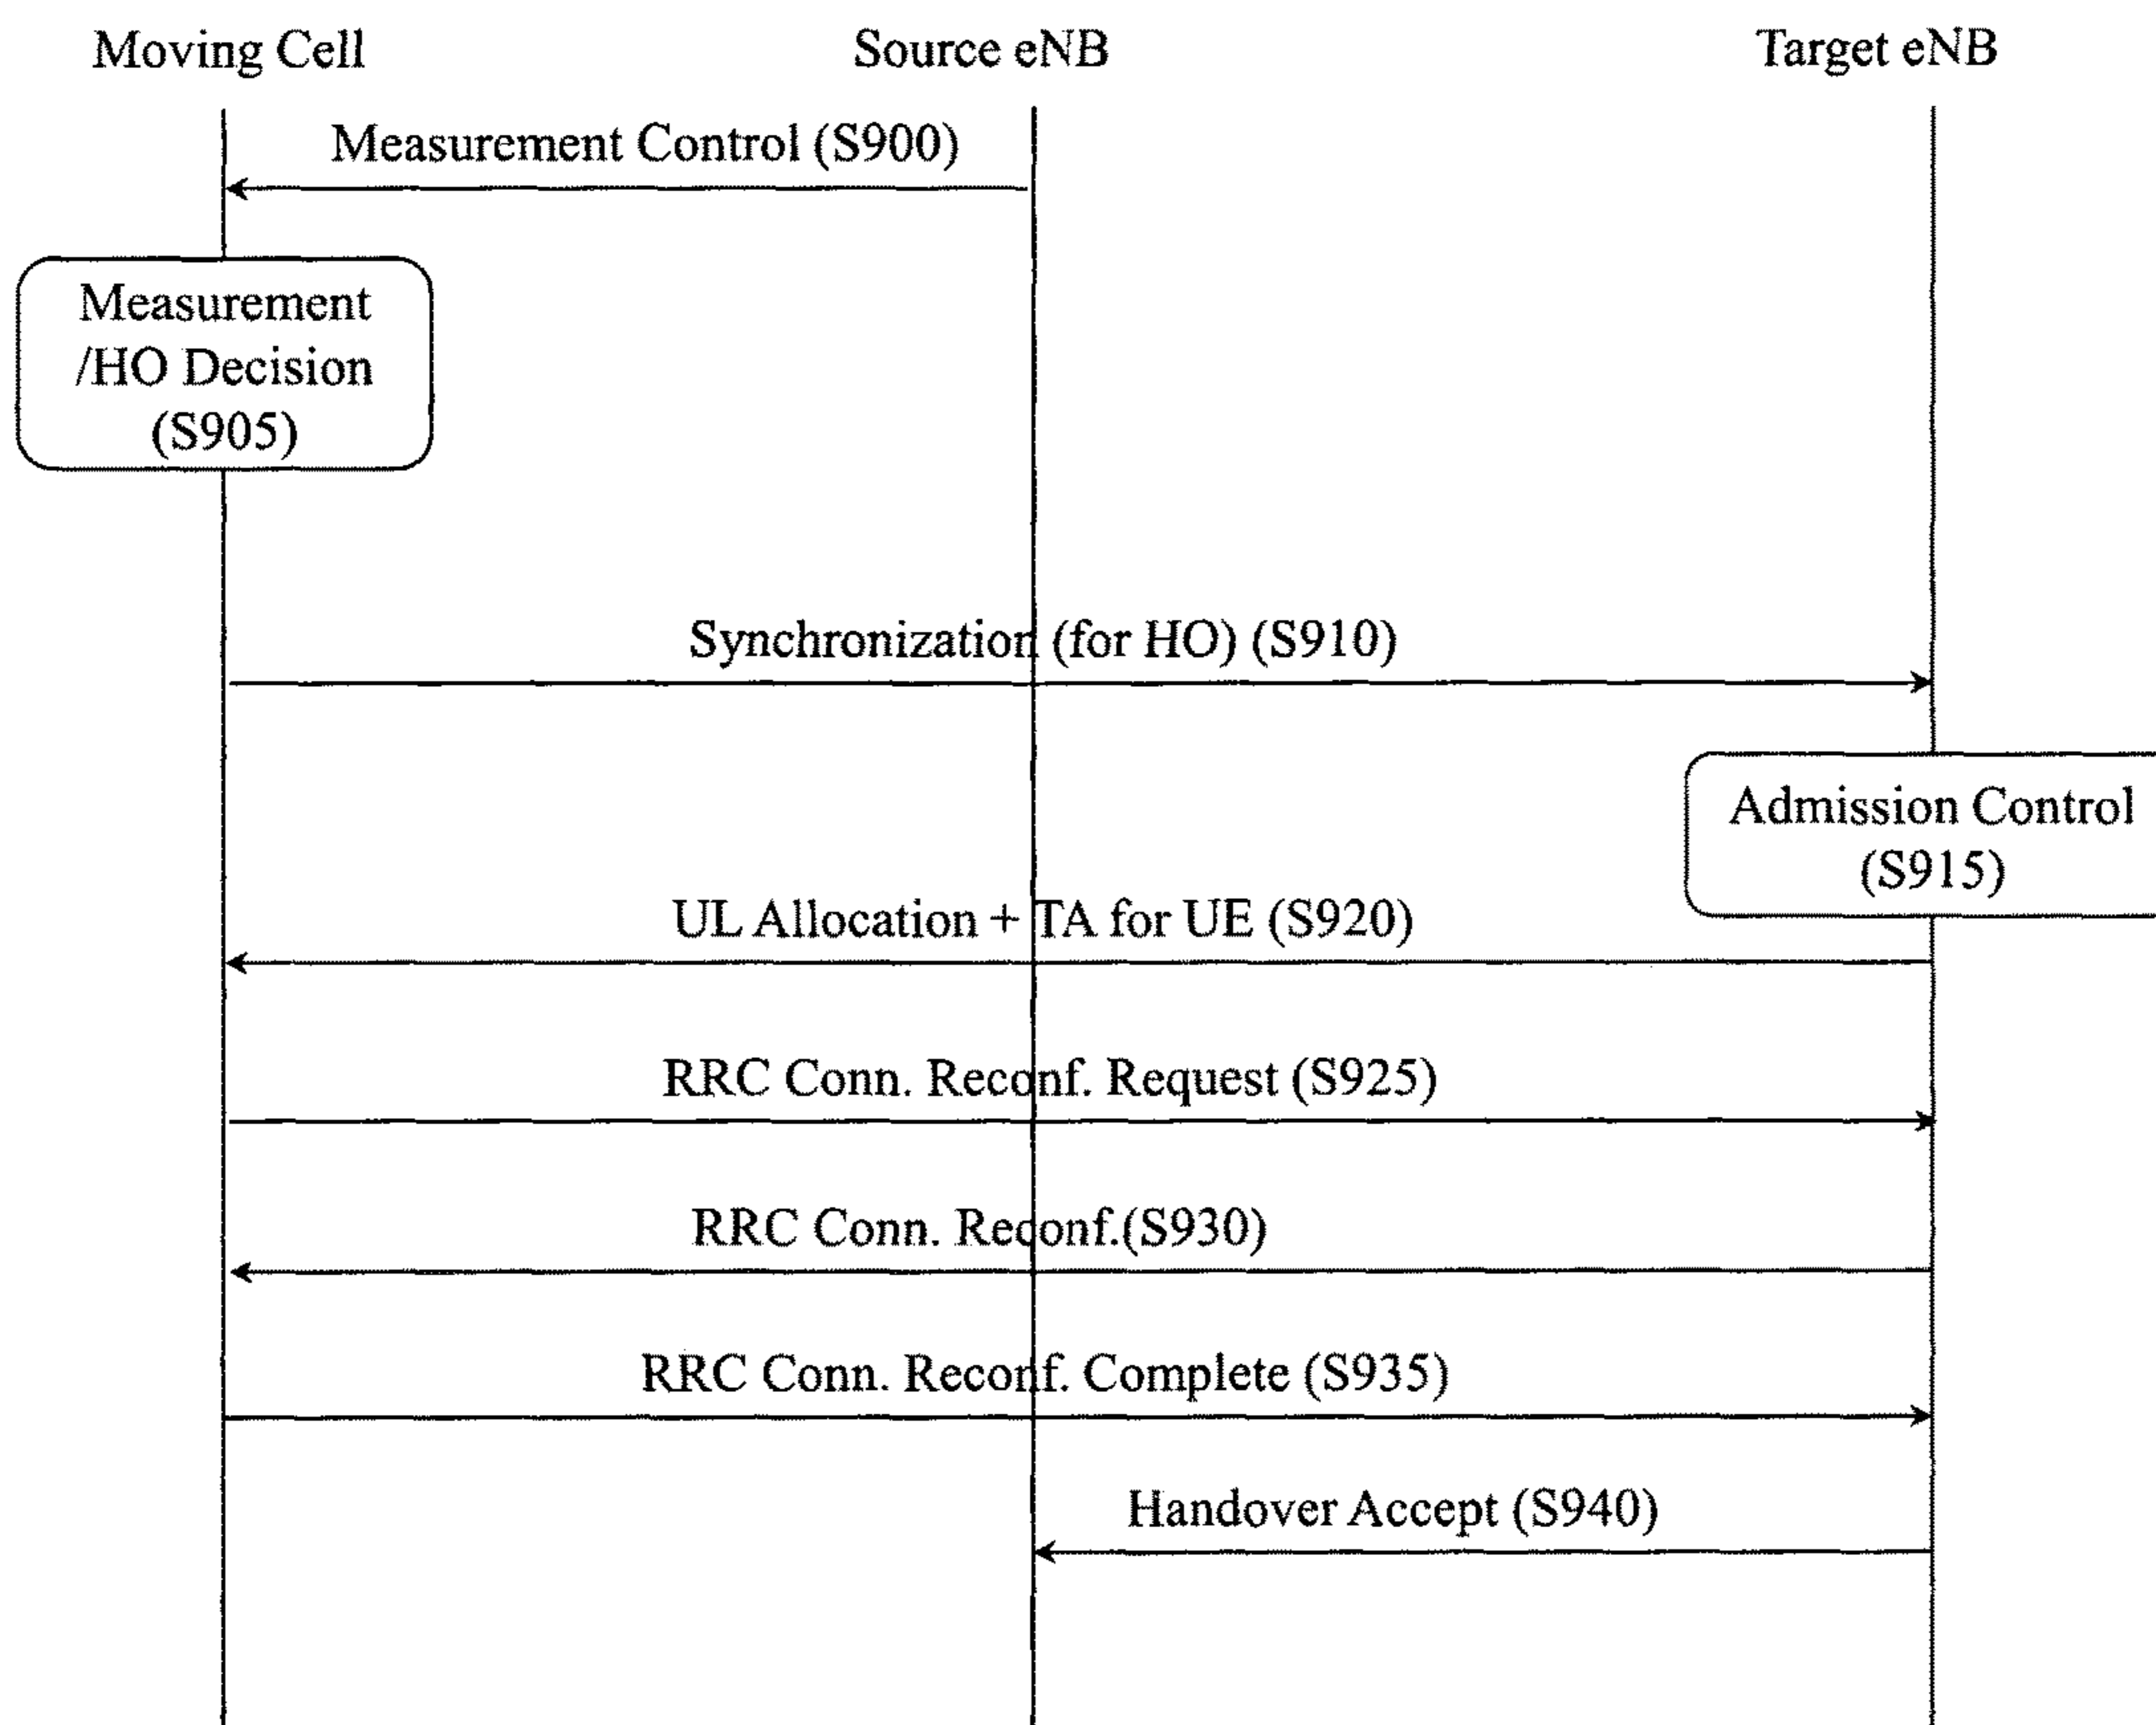 Moving Cell
Source eNB
Target eNB
Measurement Control (S900)
Measurement
/HO Decision
(S905)
Synchronization (for HO) (S910)
Admission Control
(S915)
UL Allocation + TA for UE (S920)
RRC Conn. Reconf. Request (S925)
RRC Conn. Reconf.(S930)
RRC Conn. Reconf. Complete (S935)
Handover Accept (S940)